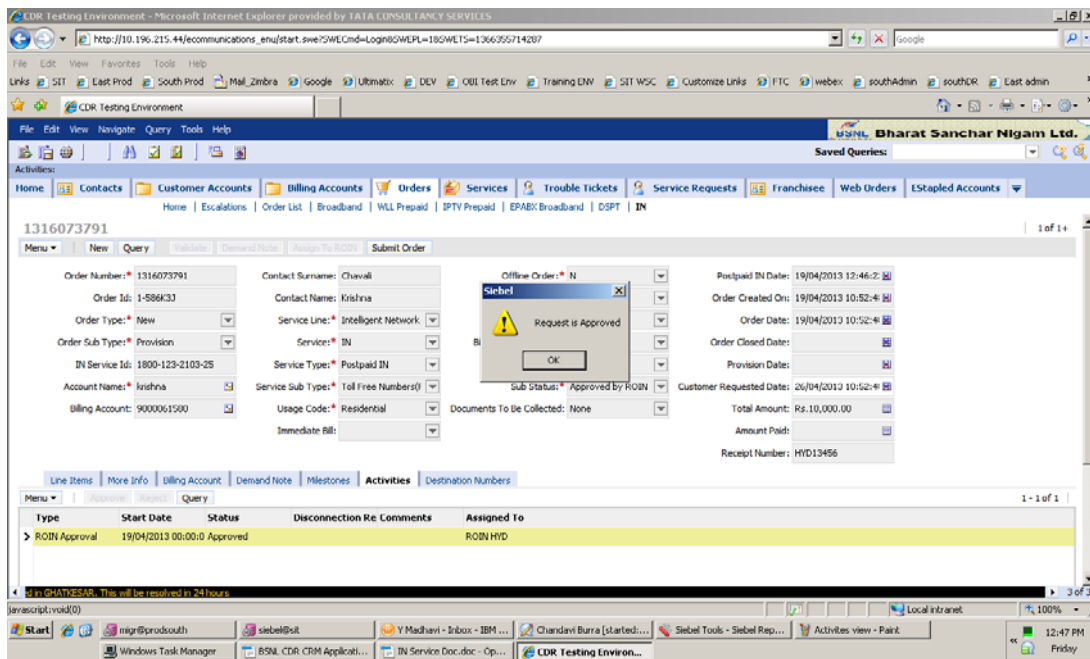 CDR Testing Environment - Microsoft Internet Explorer provided by TATA CONSULTANCY SERVICES
http://10.196.215.44/ecommunications_enu/start.swe?SWECmd=Login&SWEPL=1&SWETS=1366355714287
Google
File Edit View Favorites Tools Help
Links SIT East Prod South Prod Mail_Zimbra Google Ultimatix DEV OBI Test Env Training ENV SIT WSC Customize Links FTC webex southAdmin southDR East admin
CDR Testing Environment
File Edit View Navigate Query Tools Help
BSNL Bharat Sanchar Nigam Ltd.
Saved Queries:
Activities:
Home Contacts Customer Accounts Billing Accounts Orders Services Trouble Tickets Service Requests Franchisee Web Orders LStapled Accounts
Home | Escalations | Order List | Broadband | WLL Prepaid | IPTV Prepaid | EPABX Broadband | DSPT | IN
1316073791 1 of 1+
Menu New Query Validate Demand Note Assign To ROIN Submit Order
Order Number:* 1316073791 Contact Surname: Chavali Offline Order:* N Postpaid IN Date: 19/04/2013 12:46:2
Order Id: 1-586K3J Contact Name: Krishna Order Created On: 19/04/2013 10:52:4
Order Type:* New Service Line:* Intelligent Network Order Date: 19/04/2013 10:52:4
Order Sub Type:* Provision Service:* IN Order Closed Date:
IN Service Id: 1800-123-2103-25 Service Type:* Postpaid IN Provision Date:
Account Name:* krishna Service Sub Type:* Toll Free Numbers(F Sub Status:* Approved by ROIN Customer Requested Date: 26/04/2013 10:52:4
Billing Account: 9000061580 Usage Code:* Residential Documents To Be Collected: None Total Amount: Rs.10,000.00
Immediate Bill: Amount Paid:
Receipt Number: HYD13456
Siebel
Request is Approved
OK
Line Items More Info Billing Account Demand Note Milestones Activities Destination Numbers
Menu Approve Reject Query 1 - 1 of 1
Type Start Date Status Disconnection Re Comments Assigned To
ROIN Approval 19/04/2013 00:00:0 Approved ROIN HYD
d in GHATKESAR. This will be resolved in 24 hours 3 of 3
javascript:void(0) Local intranet 100%
Start migr@prodsouth siebel@sit Y Madhavi - Inbox - IBM ... Chandavi Burra [started:... Siebel Tools - Siebel Rep... Activites view - Paint 12:47 PM
Windows Task Manager BSNL CDR CRM Applicati... IN Service Doc.doc - Op... CDR Testing Environ... Friday